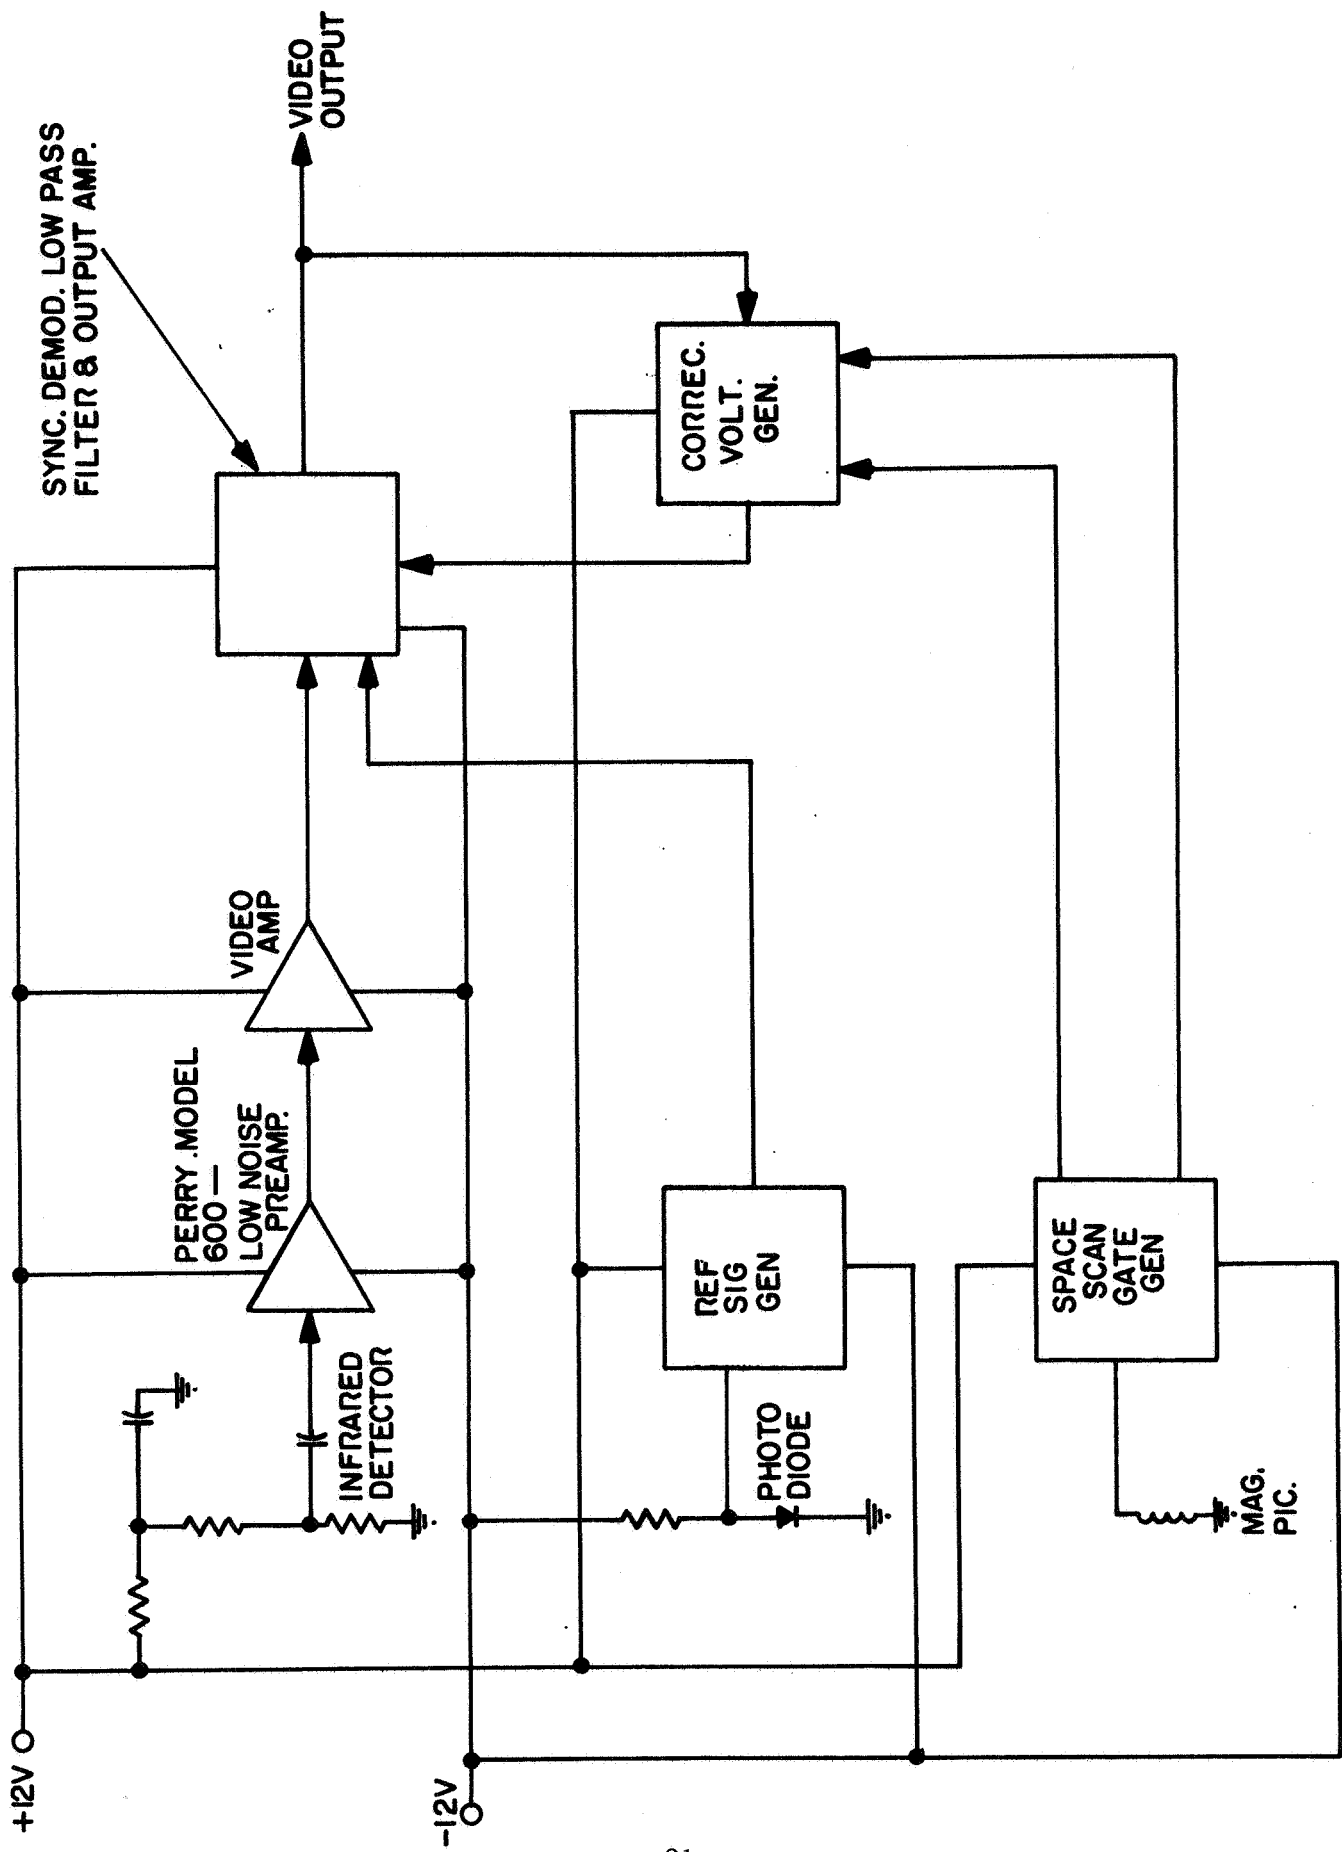 SYNC. DEMOD. LOW PASS
FILTER & OUTPUT AMP.
VIDEO
OUTPUT
+12V
PERRY.MODEL
600—
LOW NOISE
PREAMP.
VIDEO
AMP
INFRARED
DETECTOR
-12V
CORREC.
VOLT.
GEN.
REF
SIG
GEN
PHOTO
DIODE
SPACE
SCAN
GATE
GEN
MAG.
PIC.